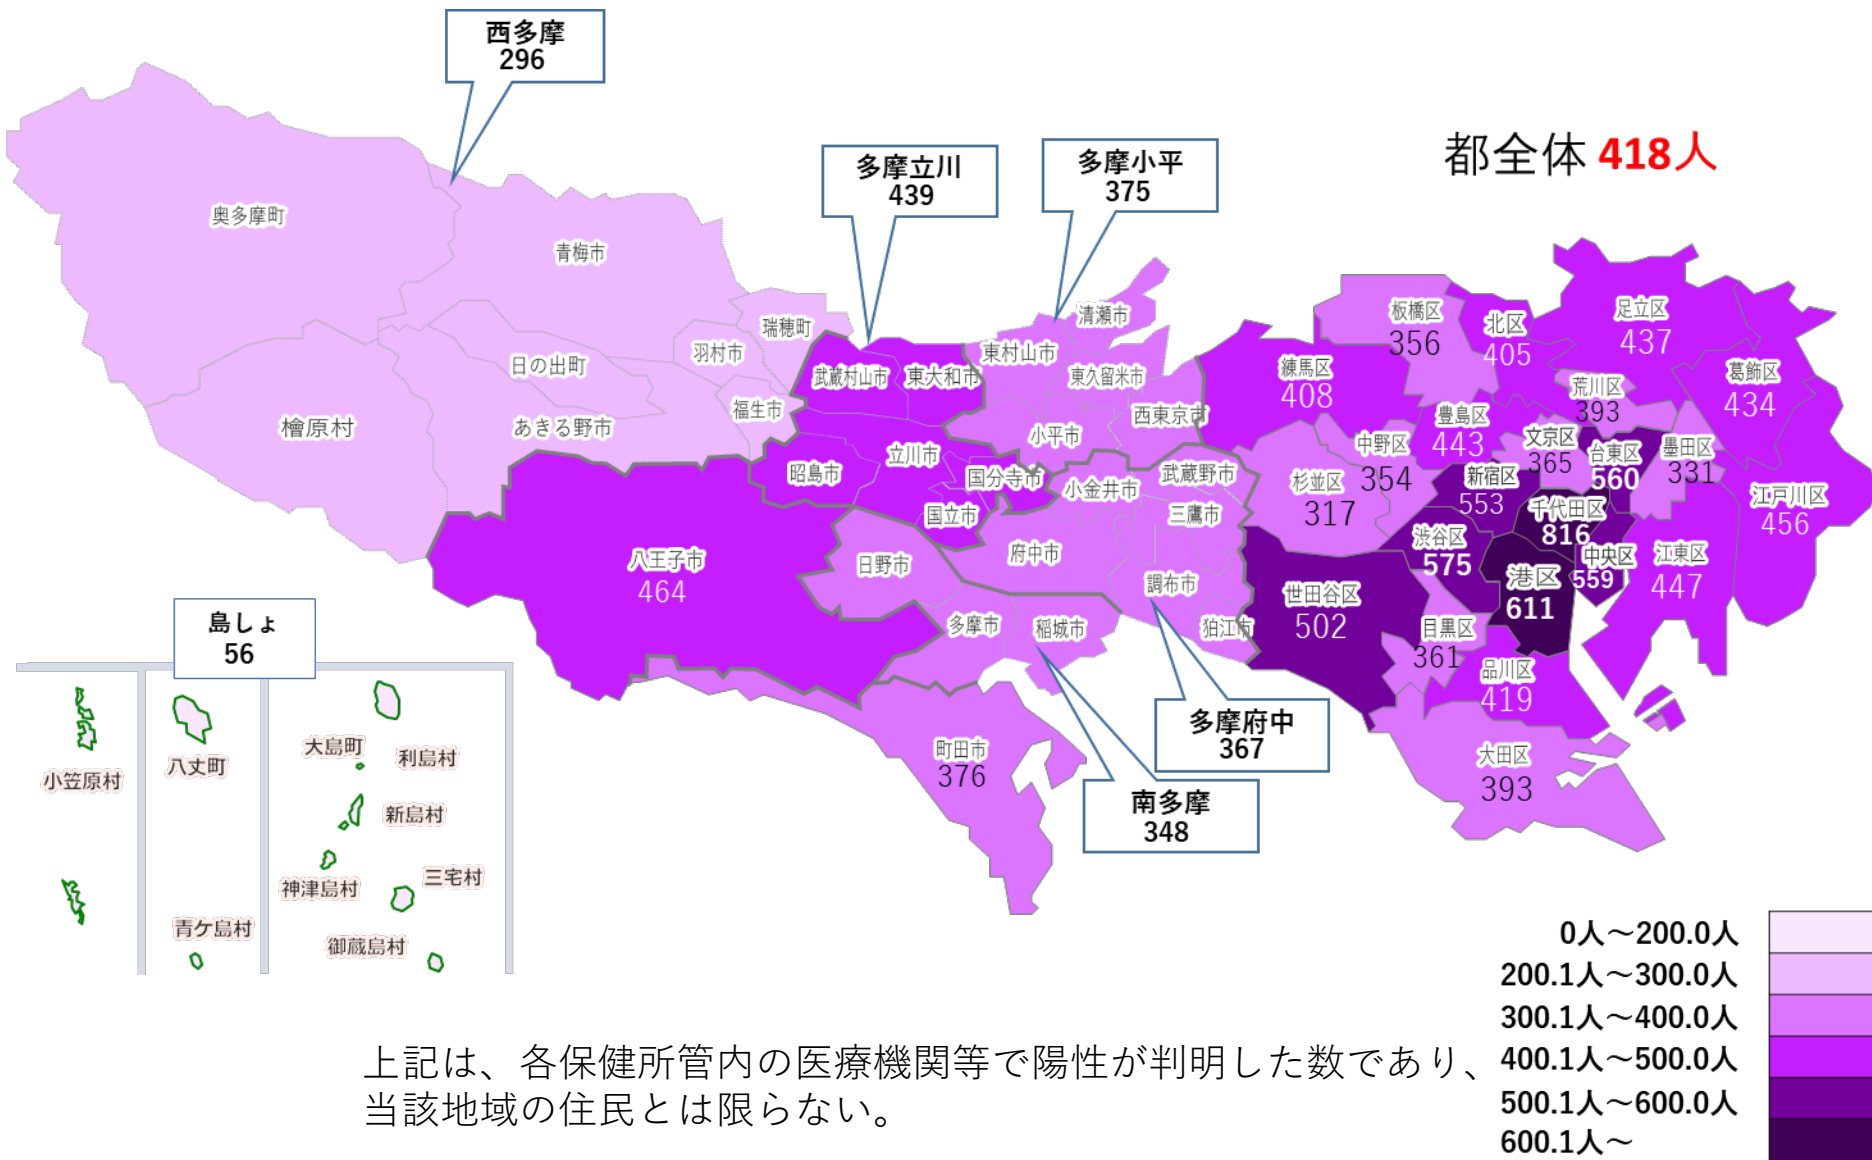 西多摩
296
多摩立川
439
多摩小平
375
都全体 418人
奥多摩町
青梅市
瑞穂町
羽村市
日の出町
福生市
あきる野市
檜原村
武蔵村山市
東大和市
昭島市
立川市
国分寺市
国立市
清瀬市
東村山市
東久留米市
西東京市
小平市
小金井市
武蔵野市
三鷹市
府中市
調布市
狛江市
八王子市
464
日野市
多摩市
稲城市
町田市
376
多摩府中
367
南多摩
348
板橋区
356
北区
405
足立区
437
葛飾区
434
練馬区
408
荒川区
393
豊島区
443
文京区
365
台東区
560
墨田区
331
中野区
354
杉並区
317
新宿区
553
千代田区
816
江戸川区
456
渋谷区
575
中央区
559
江東区
447
港区
611
世田谷区
502
目黒区
361
品川区
419
大田区
393
島しょ
56
小笠原村
八丈町
青ケ島村
大島町
利島村
新島村
神津島村
三宅村
御蔵島村
0人～200.0人
200.1人～300.0人
300.1人～400.0人
400.1人～500.0人
500.1人～600.0人
600.1人～
上記は、各保健所管内の医療機関等で陽性が判明した数であり、
当該地域の住民とは限らない。